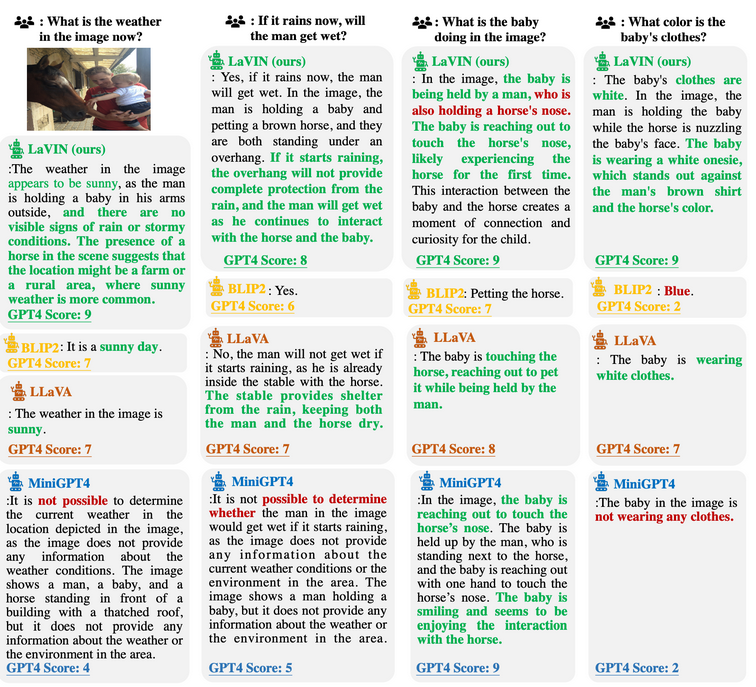 : What is the weather
in the image now?
LaVIN (ours)
:The weather in the image
appears to be sunny, as the man
is holding a baby in his arms
outside, and there are no
visible signs of rain or stormy
conditions. The presence of a
horse in the scene suggests that
the location might be a farm or
a rural area, where sunny
weather is more common.
GPT4 Score: 9
BLIP2: It is a sunny day.
GPT4 Score: 7
LLaVA
: The weather in the image is
sunny.
GPT4 Score: 7
MiniGPT4
:It is not possible to determine
the current weather in the
location depicted in the image,
as the image does not provide
any information about the
weather conditions. The image
shows a man, a baby, and a
horse standing in front of a
building with a thatched roof,
but it does not provide any
information about the weather or
the environment in the area.
GPT4 Score: 4
: If it rains now, will
the man get wet?
LaVIN (ours)
: Yes, if it rains now, the man
will get wet. In the image, the
man is holding a baby and
petting a brown horse, and they
are both standing under an
overhang. If it starts raining,
the overhang will not provide
complete protection from the
rain, and the man will get wet
as he continues to interact
with the horse and the baby.
GPT4 Score: 8
BLIP2 : Yes.
GPT4 Score: 6
LLaVA
: No, the man will not get wet if
it starts raining, as he is already
inside the stable with the horse.
The stable provides shelter
from the rain, keeping both
the man and the horse dry.
GPT4 Score: 7
MiniGPT4
:It is not possible to determine
whether the man in the image
would get wet if it starts raining,
as the image does not provide
any information about the
current weather conditions or the
environment in the area. The
image shows a man holding a
baby, but it does not provide any
information about the weather or
the environment in the area.
GPT4 Score: 5
: What is the baby
doing in the image?
LaVIN (ours)
: In the image, the baby is
being held by a man, who is
also holding a horse's nose.
The baby is reaching out to
touch the horse's nose,
likely experiencing the
horse for the first time.
This interaction between the
baby and the horse creates a
moment of connection and
curiosity for the child.
GPT4 Score: 9
BLIP2: Petting the horse.
GPT4 Score: 7
LLaVA
: The baby is touching the
horse, reaching out to pet
it while being held by the
man.
GPT4 Score: 8
MiniGPT4
:In the image, the baby is
reaching out to touch the
horse's nose. The baby is
held up by the man, who is
standing next to the horse,
and the baby is reaching out
with one hand to touch the
horse's nose. The baby is
smiling and seems to be
enjoying the interaction
with the horse.
GPT4 Score: 9
: What color is the
baby's clothes?
LaVIN (ours)
: The baby's clothes are
white. In the image, the
man is holding the baby
while the horse is nuzzling
the baby's face. The baby
is wearing a white onesie,
which stands out against
the man's brown shirt
and the horse's color.
GPT4 Score: 9
BLIP2 : Blue.
GPT4 Score: 2
LLaVA
: The baby is wearing
white clothes.
GPT4 Score: 7
MiniGPT4
:The baby in the image is
not wearing any clothes.
GPT4 Score: 2